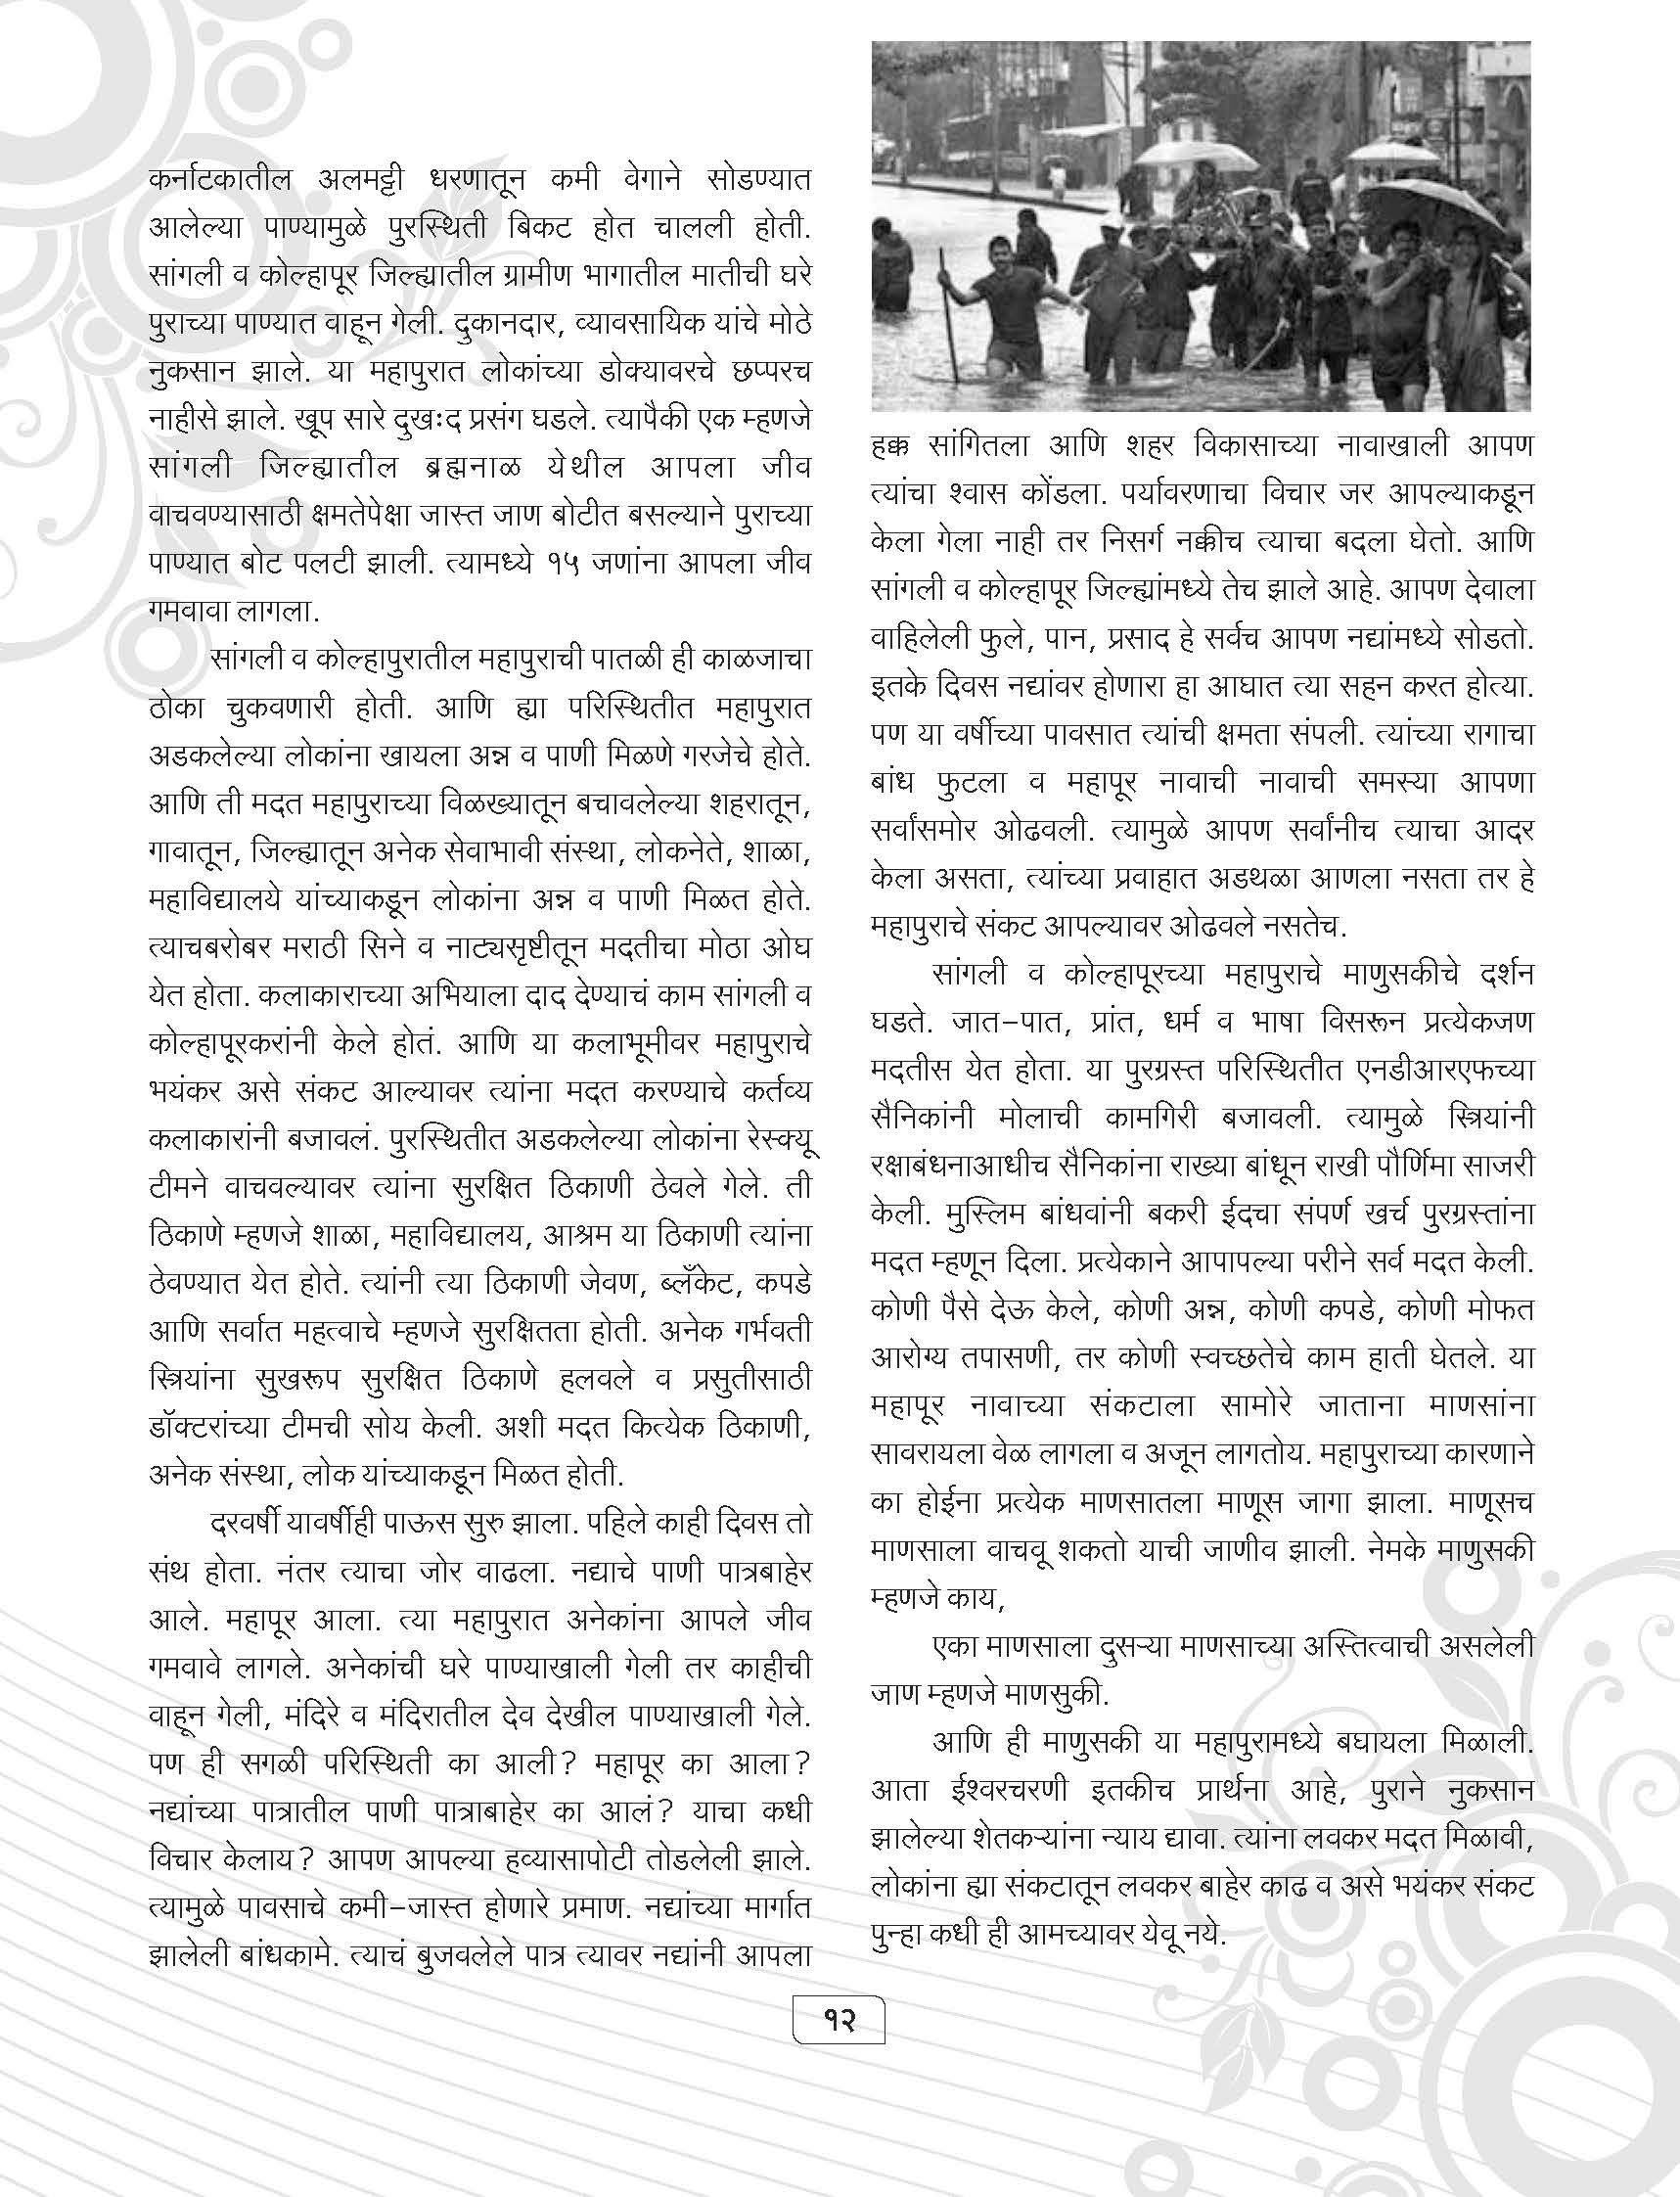 कर्नाटकातील अलमट्टी धरणातून कमी वेगाने सोडण्यात
आलेल्या पाण्यामुळे पुरस्थिती बिकट होत चालली होती.
सांगली व कोल्हापूर जिल्ह्यातील ग्रामीण भागातील मातीची घरे
पुराच्या पाण्यात वाहून गेली. दुकानदार, व्यावसायिक यांचे मोठे
नुकसान झाले. या महापुरात लोकांच्या डोक्यावरचे छप्परच
नाहीसे झाले. खूप सारे दुखःद प्रसंग घडले. त्यापैकी एक म्हणजे
सांगली जिल्ह्यातील ब्रह्मनाळ येथील आपला जीव
वाचवण्यासाठी क्षमतेपेक्षा जास्त जाण बोटीत बसल्याने पुराच्या
पाण्यात बोट पलटी झाली. त्यामध्ये १५ जणांना आपला जीव
गमवावा लागला.
सांगली व कोल्हापुरातील महापुराची पातळी ही काळजाचा
ठोका चुकवणारी होती. आणि ह्या परिस्थितीत महापुरात
अडकलेल्या लोकांना खायला अन्न व पाणी मिळणे गरजेचे होते.
आणि ती मदत महापुराच्या विळख्यातून बचावलेल्या शहरातून,
गावातून, जिल्ह्यातून अनेक सेवाभावी संस्था, लोकनेते, शाळा,
महाविद्यालये यांच्याकडून लोकांना अन्न व पाणी मिळत होते.
त्याचबरोबर मराठी सिने व नाट्यसृष्टीतून मदतीचा मोठा ओघ
येत होता. कलाकाराच्या अभियाला दाद देण्याचं काम सांगली व
कोल्हापूरकरांनी केले होतं. आणि या कलाभूमीवर महापुराचे
भयंकर असे संकट आल्यावर त्यांना मदत करण्याचे कर्तव्य
कलाकारांनी बजावलं. पुरस्थितीत अडकलेल्या लोकांना रेस्क्यू
टीमने वाचवल्यावर त्यांना सुरक्षित ठिकाणी ठेवले गेले. ती
ठिकाणे म्हणजे शाळा, महाविद्यालय, आश्रम या ठिकाणी त्यांना
ठेवण्यात येत होते. त्यांनी त्या ठिकाणी जेवण, ब्लँकेट, कपडे
आणि सर्वात महत्वाचे म्हणजे सुरक्षितता होती. अनेक गर्भवती
स्त्रियांना सुखरूप सुरक्षित ठिकाणे हलवले व प्रसुतीसाठी
डॉक्टरांच्या टीमची सोय केली. अशी मदत कित्येक ठिकाणी,
अनेक संस्था, लोक यांच्याकडून मिळत होती.
दरवर्षी यावर्षीही पाऊस सुरु झाला. पहिले काही दिवस तो
संथ होता. नंतर त्याचा जोर वाढला. नद्याचे पाणी पात्रबाहेर
आले. महापूर आला. त्या महापुरात अनेकांना आपले जीव
गमवावे लागले. अनेकांची घरे पाण्याखाली गेली तर काहीची
वाहून गेली, मंदिरे व मंदिरातील देव देखील पाण्याखाली गेले.
पण ही सगळी परिस्थिती का आली? महापूर का आला?
नद्यांच्या पात्रातील पाणी पात्राबाहेर का आलं? याचा कधी
विचार केलाय? आपण आपल्या हव्यासापोटी तोडलेली झाले.
त्यामुळे पावसाचे कमी-जास्त होणारे प्रमाण. नद्यांच्या मार्गात
झालेली बांधकामे. त्याचं बुजवलेले पात्र त्यावर नद्यांनी आपला
हक्क सांगितला आणि शहर विकासाच्या नावाखाली आपण
त्यांचा श्वास कोंडला. पर्यावरणाचा विचार जर आपल्याकडून
केला गेला नाही तर निसर्ग नक्कीच त्याचा बदला घेतो. आणि
सांगली व कोल्हापूर जिल्ह्यांमध्ये तेच झाले आहे. आपण देवाला
वाहिलेली फुले, पान, प्रसाद हे सर्वच आपण नद्यांमध्ये सोडतो.
इतके दिवस नद्यांवर होणारा हा आघात त्या सहन करत होत्या.
पण या वर्षीच्या पावसात त्यांची क्षमता संपली. त्यांच्या रागाचा
बांध फुटला व महापूर नावाची नावाची समस्या आपणा
सर्वांसमोर ओढवली. त्यामुळे आपण सर्वांनीच त्याचा आदर
केला असता, त्यांच्या प्रवाहात अडथळा आणला नसता तर हे
महापुराचे संकट आपल्यावर ओढवले नसतेच.
सांगली व कोल्हापूरच्या महापुराचे माणुसकीचे दर्शन
घडते. जात-पात, प्रांत, धर्म व भाषा विसरून प्रत्येकजण
मदतीस येत होता. या पुरग्रस्त परिस्थितीत एनडीआरएफच्या
सैनिकांनी मोलाची कामगिरी बजावली. त्यामुळे स्त्रियांनी
रक्षाबंधनाआधीच सैनिकांना राख्या बांधून राखी पौर्णिमा साजरी
केली. मुस्लिम बांधवांनी बकरी ईदचा संपर्ण खर्च पुरग्रस्तांना
मदत म्हणून दिला. प्रत्येकाने आपापल्या परीने सर्व मदत केली.
कोणी पैसे देऊ केले, कोणी अन्न, कोणी कपडे, कोणी मोफत
आरोग्य तपासणी, तर कोणी स्वच्छतेचे काम हाती घेतले. या
महापूर नावाच्या संकटाला सामोरे जाताना माणसांना
सावरायला वेळ लागला व अजून लागतोय. महापुराच्या कारणाने
का होईना प्रत्येक माणसातला माणूस जागा झाला. माणूसच
माणसाला वाचवू शकतो याची जाणीव झाली. नेमके माणुसकी
म्हणजे काय,
एका माणसाला दुसऱ्या माणसाच्या अस्तित्वाची असलेली
जाण म्हणजे माणसुकी.
आणि ही माणुसकी या महापुरामध्ये बघायला मिळाली.
आता ईश्वरचरणी इतकीच प्रार्थना आहे, पुराने नुकसान
झालेल्या शेतकऱ्यांना न्याय द्यावा. त्यांना लवकर मदत मिळावी,
लोकांना ह्या संकटातून लवकर बाहेर काढ व असे भयंकर संकट
पुन्हा कधी ही आमच्यावर येवू नये.
१२